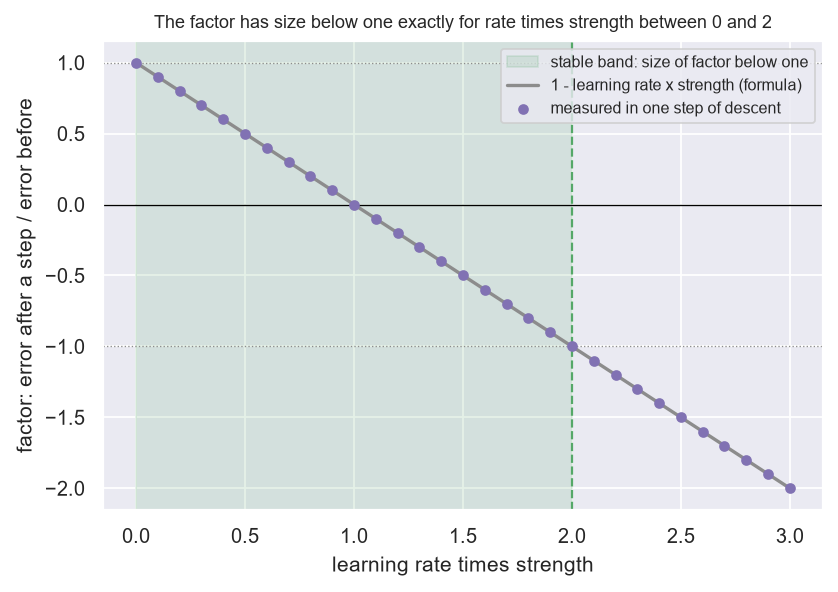 The factor has size below one exactly for rate times strength between 0 and 2
stable band: size of factor below one
1 - learning rate x strength (formula)
measured in one step of descent
factor: error after a step / error before
1.0
0.5
0.0
−0.5
−1.0
−1.5
−2.0
0.0 0.5 1.0 1.5 2.0 2.5 3.0
learning rate times strength